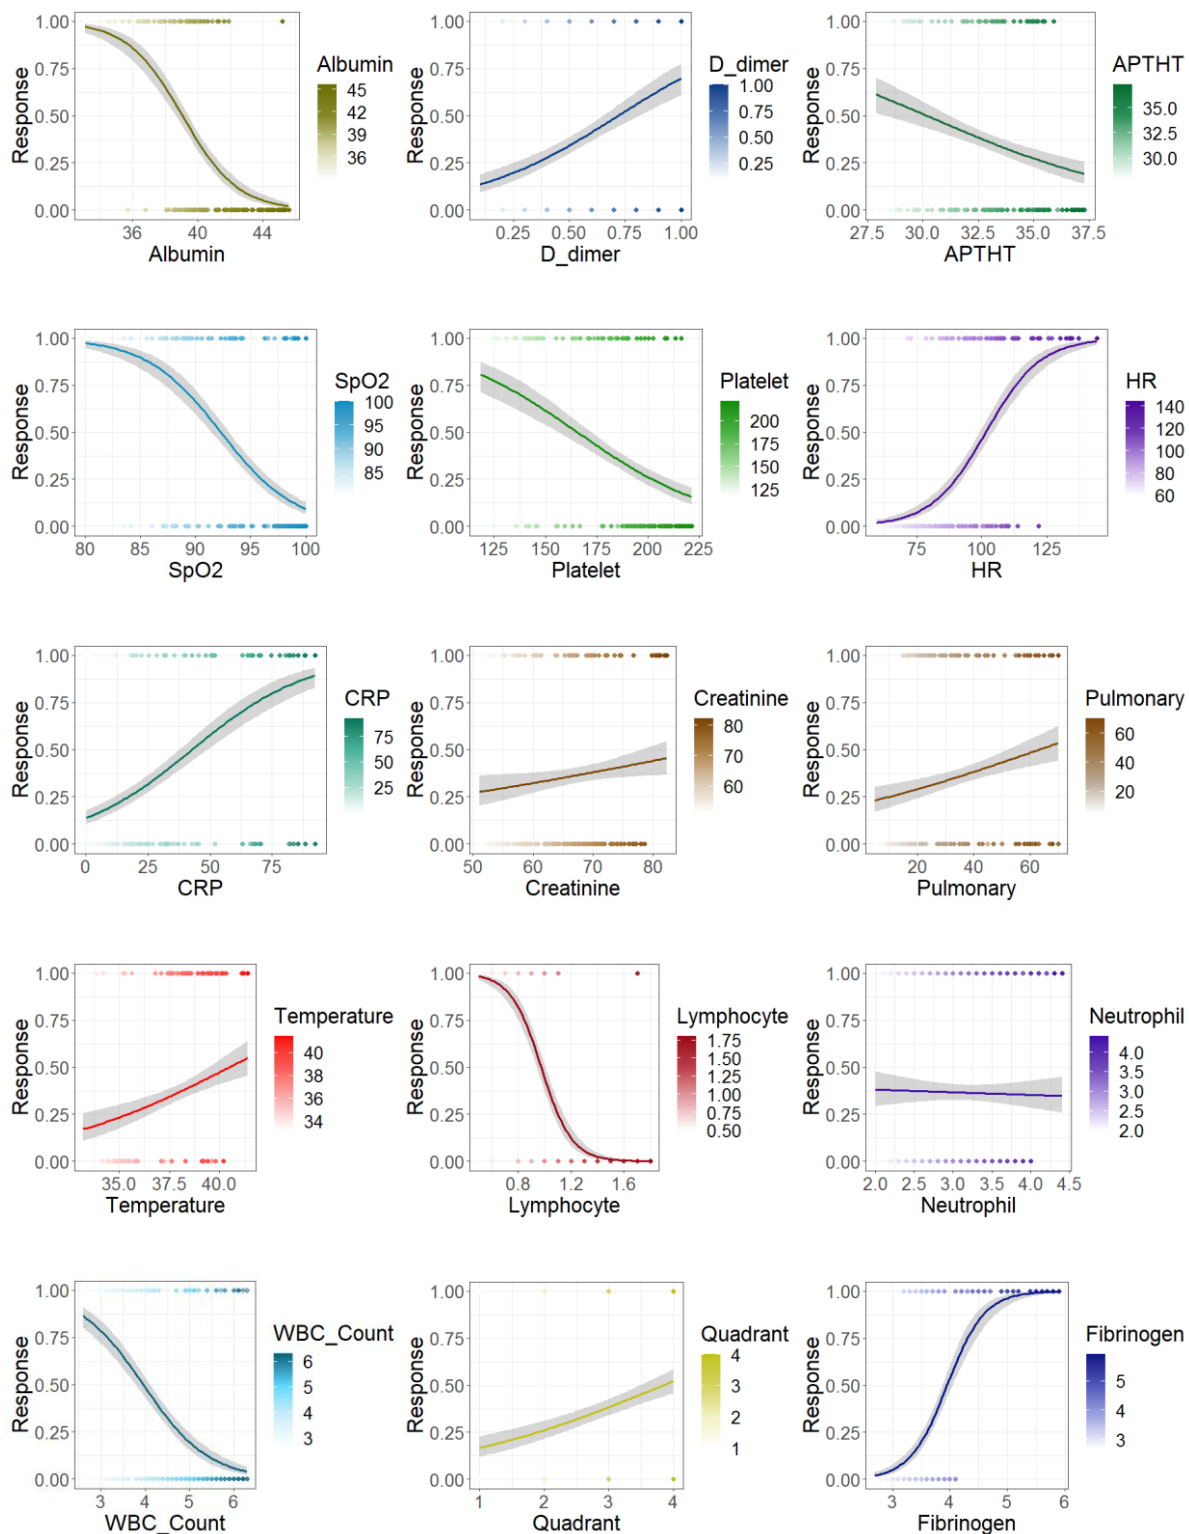 Response
1.00
0.75
0.50
0.25
0.00
36 40 44
Albumin
Albumin
45
42
39
36
Response
1.00
0.75
0.50
0.25
0.00
0.25 0.50 0.75 1.00
D_dimer
D_dimer
1.00
0.75
0.50
0.25
Response
1.00
0.75
0.50
0.25
0.00
27.5 30.0 32.5 35.0 37.5
APTHT
APTHT
35.0
32.5
30.0
Response
1.00
0.75
0.50
0.25
0.00
80 85 90 95 100
SpO2
SpO2
100
95
90
85
Response
1.00
0.75
0.50
0.25
0.00
125 150 175 200 225
Platelet
Platelet
200
175
150
125
Response
1.00
0.75
0.50
0.25
0.00
75 100 125
HR
HR
140
120
100
80
60
Response
1.00
0.75
0.50
0.25
0.00
0 25 50 75
CRP
CRP
75
50
25
Response
1.00
0.75
0.50
0.25
0.00
50 60 70 80
Creatinine
Creatinine
80
70
60
Response
1.00
0.75
0.50
0.25
0.00
20 40 60
Pulmonary
Pulmonary
60
40
20
Response
1.00
0.75
0.50
0.25
0.00
35.0 37.5 40.0
Temperature
Temperature
40
38
36
34
Response
1.00
0.75
0.50
0.25
0.00
0.8 1.2 1.6
Lymphocyte
Lymphocyte
1.75
1.50
1.25
1.00
0.75
0.50
Response
1.00
0.75
0.50
0.25
0.00
2.0 2.5 3.0 3.5 4.0 4.5
Neutrophil
Neutrophil
4.0
3.5
3.0
2.5
2.0
Response
1.00
0.75
0.50
0.25
0.00
3 4 5 6
WBC_Count
WBC_Count
6
5
4
3
Response
1.00
0.75
0.50
0.25
0.00
1 2 3 4
Quadrant
Quadrant
4
3
2
1
Response
1.00
0.75
0.50
0.25
0.00
3 4 5 6
Fibrinogen
Fibrinogen
5
4
3